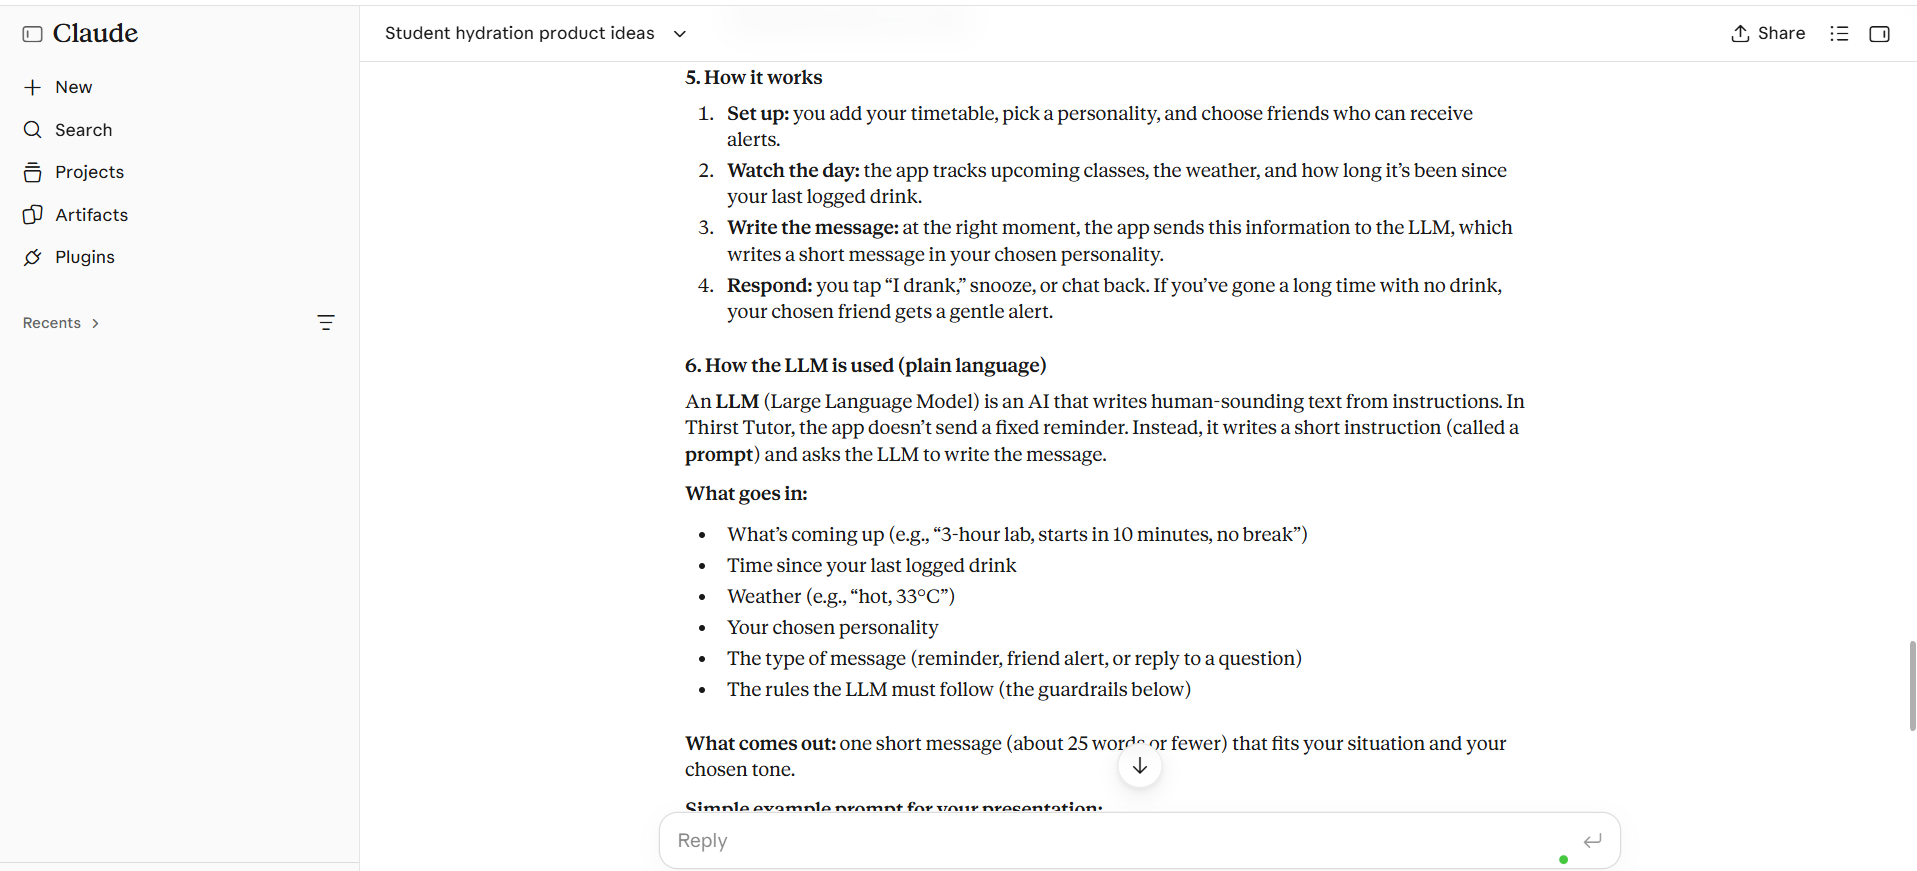 Claude
New
Search
Projects
Artifacts
Plugins
Recents
Student hydration product ideas
Share
5. How it works
1. Set up: you add your timetable, pick a personality, and choose friends who can receive
alerts.
2. Watch the day: the app tracks upcoming classes, the weather, and how long it’s been since
your last logged drink.
3. Write the message: at the right moment, the app sends this information to the LLM, which
writes a short message in your chosen personality.
4. Respond: you tap “I drank,” snooze, or chat back. If you’ve gone a long time with no drink,
your chosen friend gets a gentle alert.
6. How the LLM is used (plain language)
An LLM (Large Language Model) is an AI that writes human-sounding text from instructions. In
Thirst Tutor, the app doesn’t send a fixed reminder. Instead, it writes a short instruction (called a
prompt) and asks the LLM to write the message.
What goes in:
• What’s coming up (e.g., “3-hour lab, starts in 10 minutes, no break”)
• Time since your last logged drink
• Weather (e.g., “hot, 33°C”)
• Your chosen personality
• The type of message (reminder, friend alert, or reply to a question)
• The rules the LLM must follow (the guardrails below)
What comes out: one short message (about 25 words or fewer) that fits your situation and your
chosen tone.
Simple example prompt for your presentation:
Reply